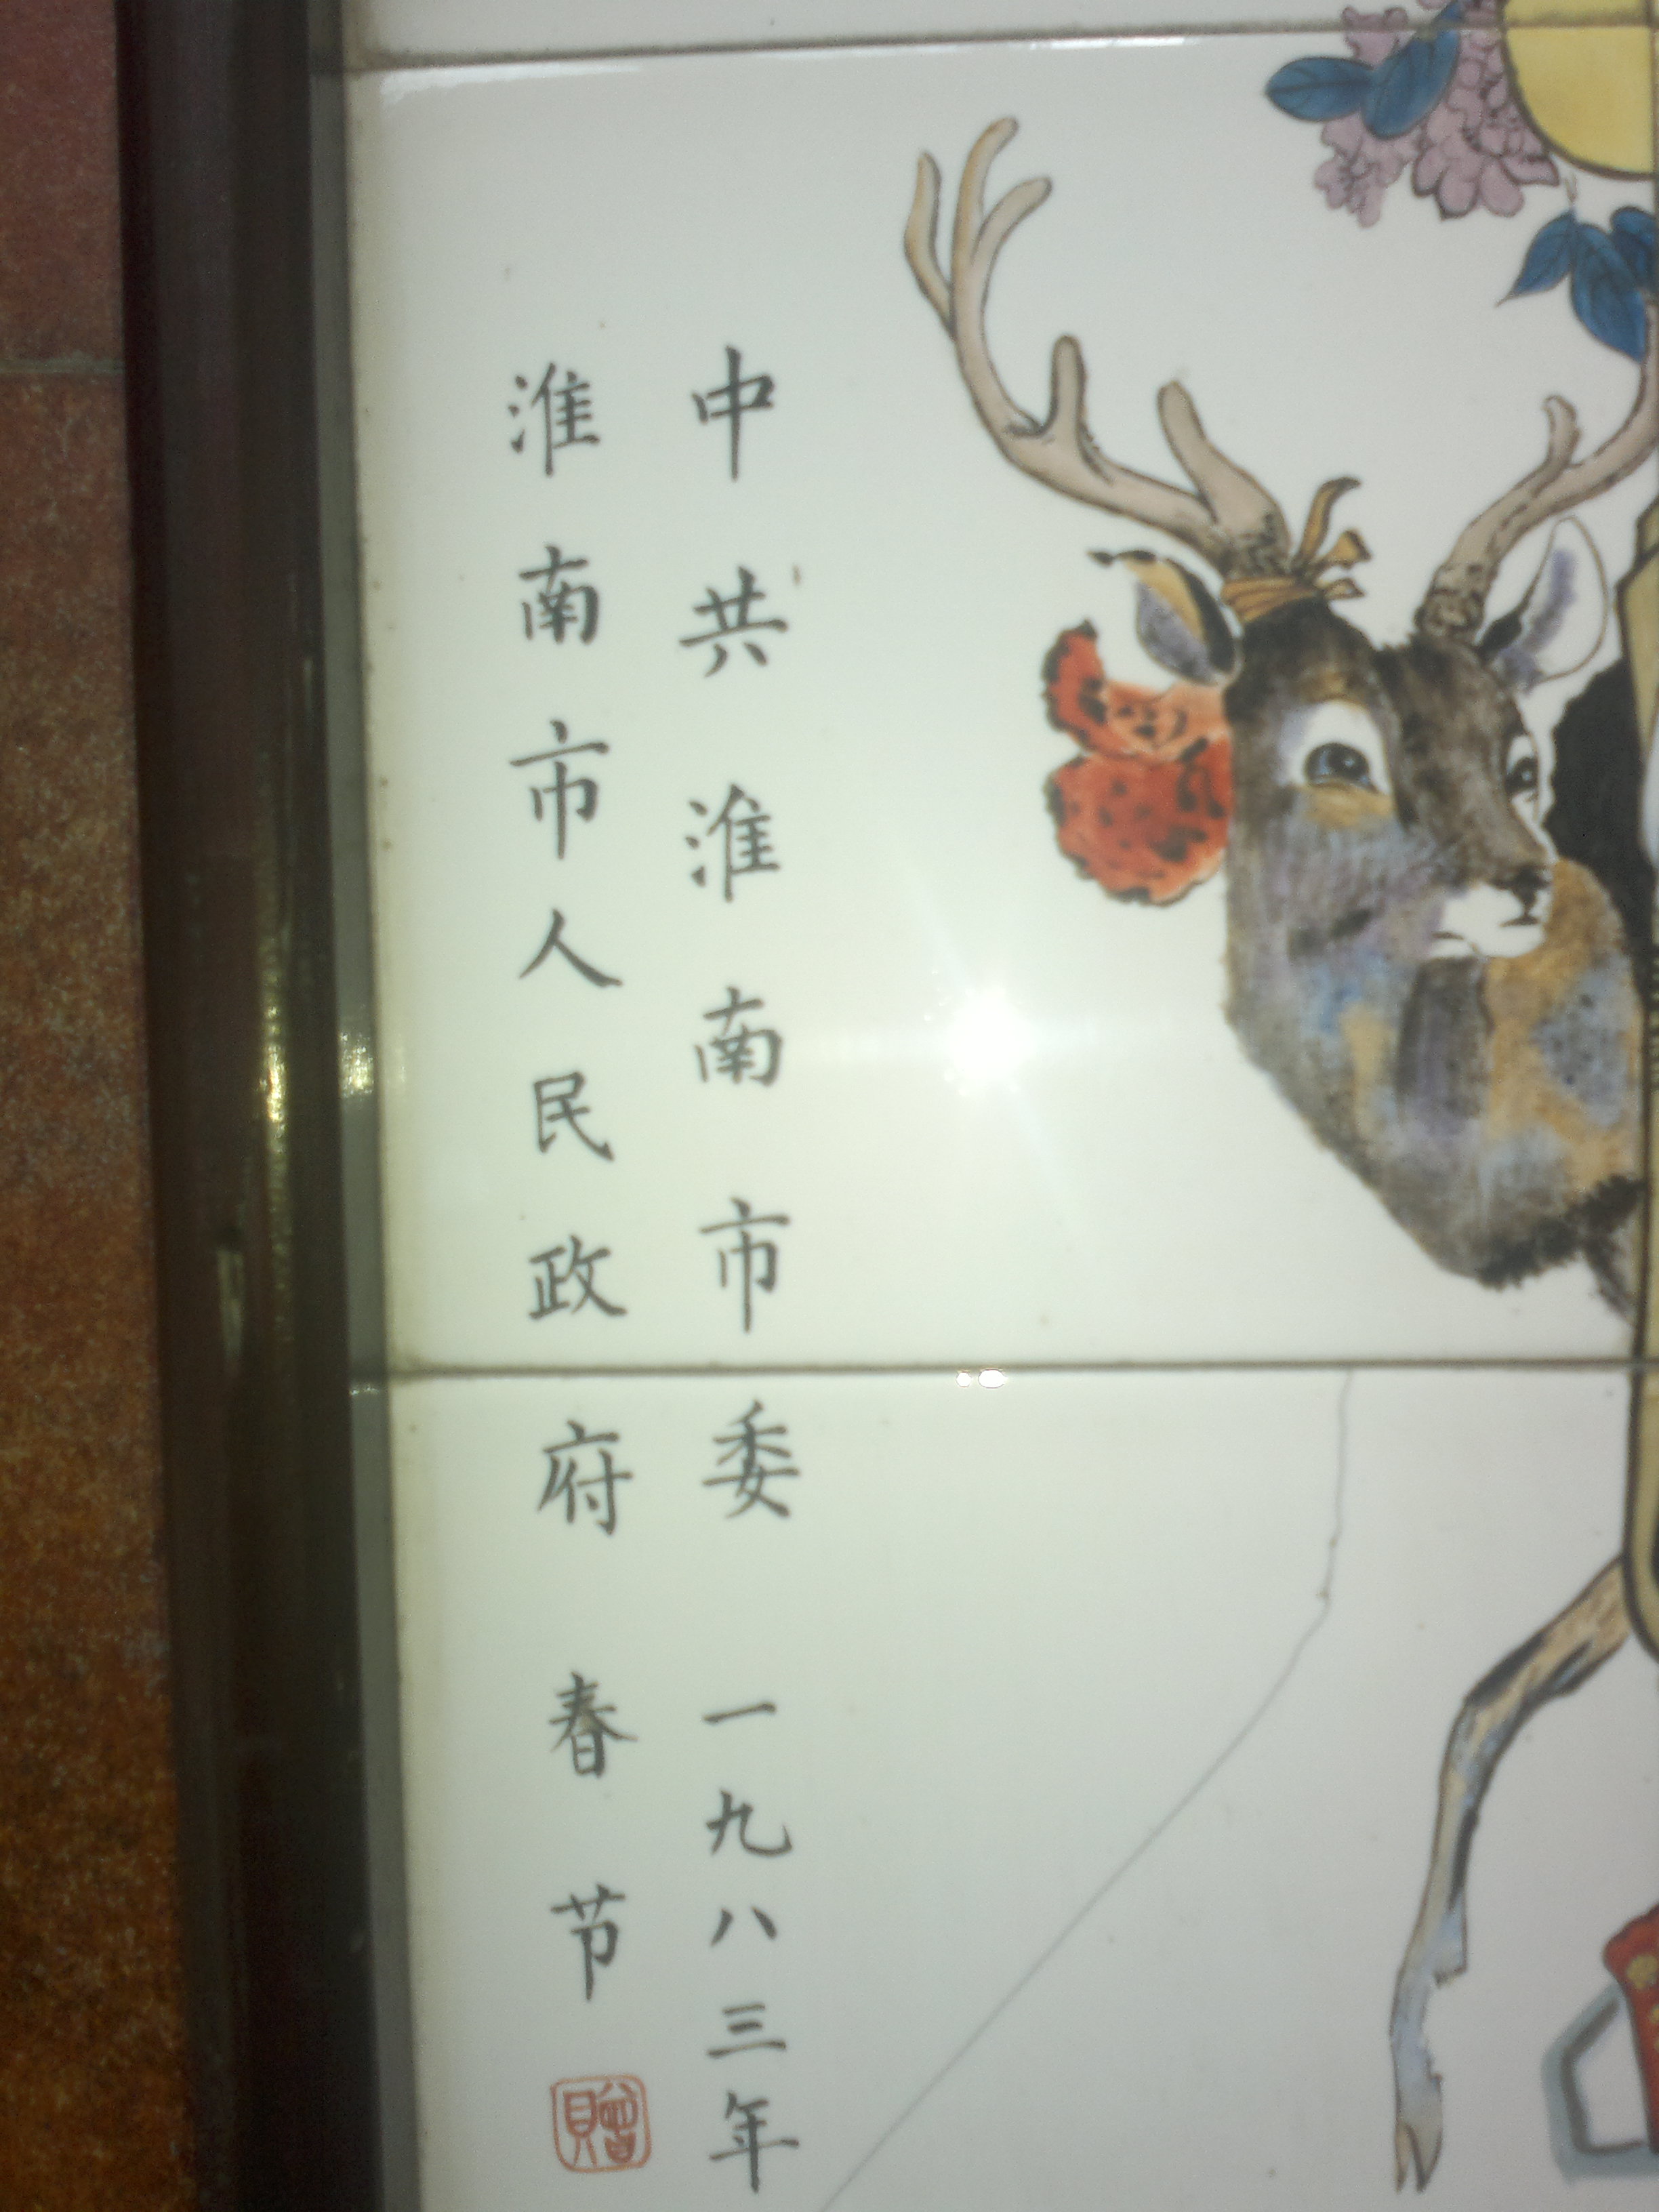 中共淮南市委 一九八三年
淮南市人民政府 春节
贈